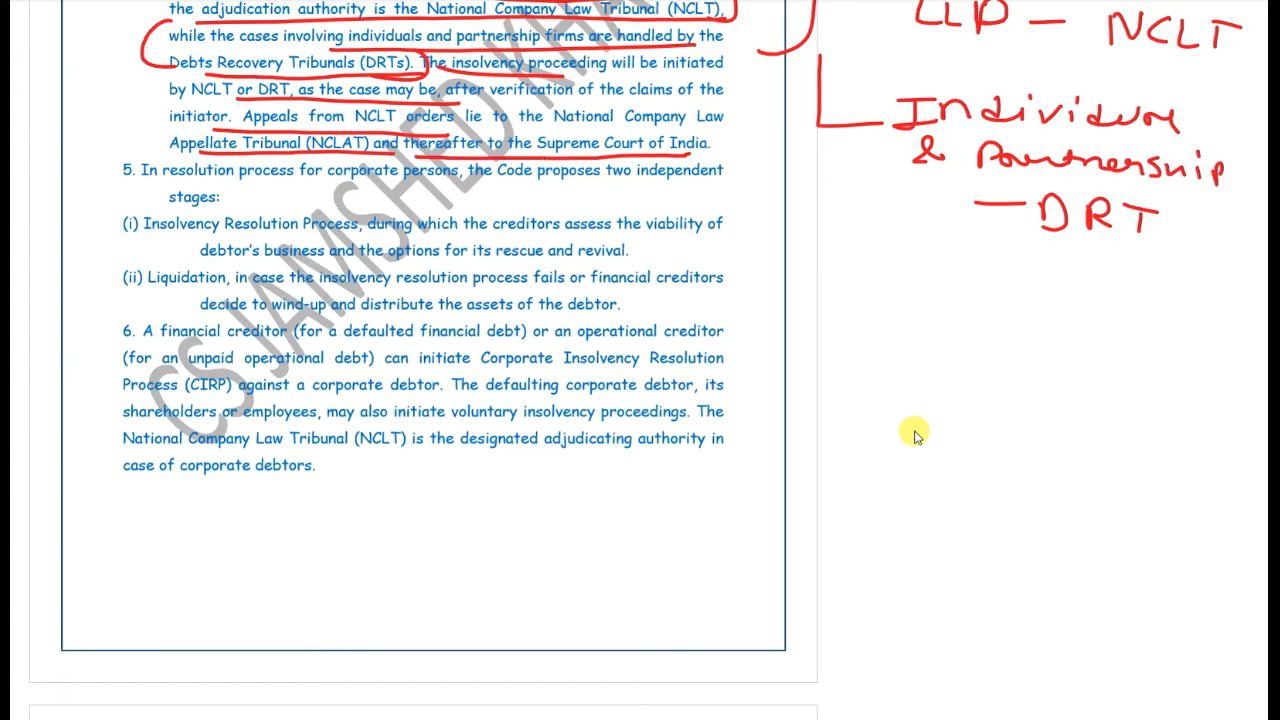 the adjudication authority is the National Company Law Tribunal (NCLT),
while the cases involving individuals and partnership firms are handled by the
Debts Recovery Tribunals (DRTs). The insolvency proceeding will be initiated
by NCLT or DRT, as the case may be, after verification of the claims of the
initiator. Appeals from NCLT orders lie to the National Company Law
Appellate Tribunal (NCLAT) and thereafter to the Supreme Court of India.
5. In resolution process for corporate persons, the Code proposes two independent
stages:
(i) Insolvency Resolution Process, during which the creditors assess the viability of
debtor's business and the options for its rescue and revival.
(ii) Liquidation, in case the insolvency resolution process fails or financial creditors
decide to wind-up and distribute the assets of the debtor.
6. A financial creditor (for a defaulted financial debt) or an operational creditor
(for an unpaid operational debt) can initiate Corporate Insolvency Resolution
Process (CIRP) against a corporate debtor. The defaulting corporate debtor, its
shareholders or employees, may also initiate voluntary insolvency proceedings. The
National Company Law Tribunal (NCLT) is the designated adjudicating authority in
case of corporate debtors.
CS JAMSHED KHA
LLP – NCLT
Individual
& Partnership
– DRT